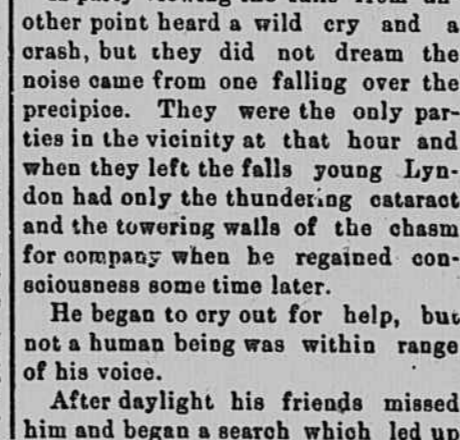 other point heard a wild cry and a
crash, but they did not dream the
noise came from one falling over the
precipice. They were the only par-
ties in the vicinity at that hour and
when they left the falls young Lyn-
don had only the thundering cataract
and the towering walls of the chasm
for company when he regained con-
sciousness some time later.
He began to cry out for help, but
not a human being was within range
of his voice.
After daylight his friends missed
him and began a search which led up